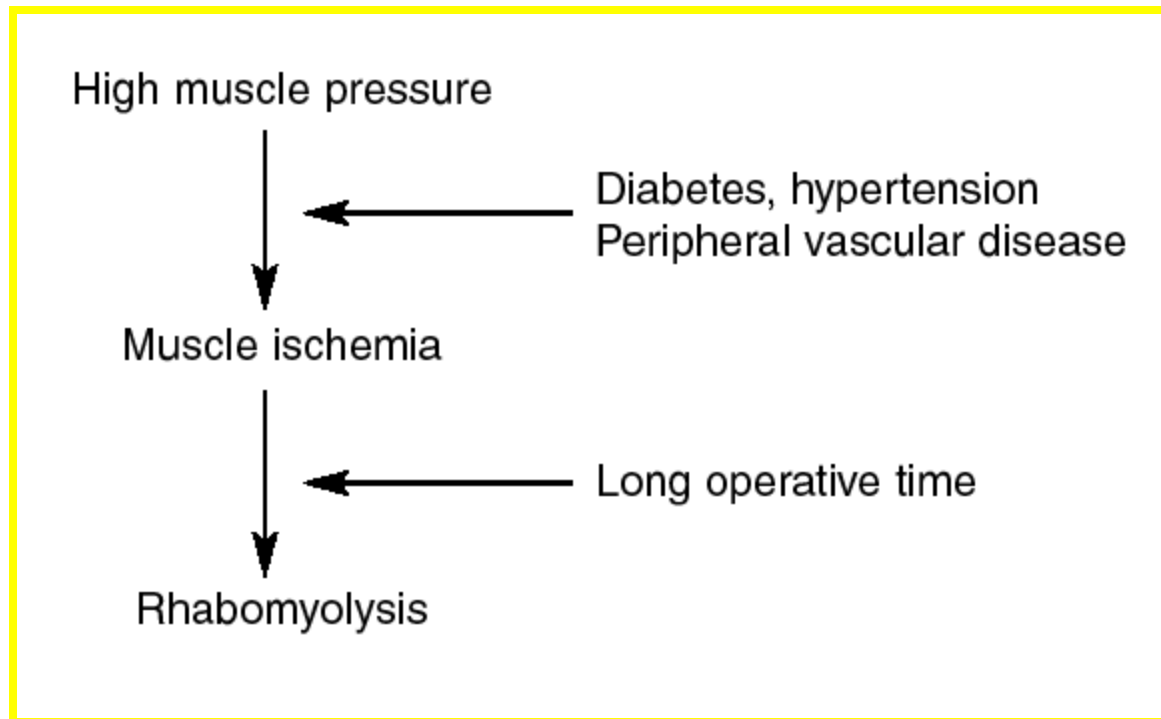 High muscle pressure
Diabetes, hypertension
Peripheral vascular disease
Muscle ischemia
Long operative time
Rhabomyolysis